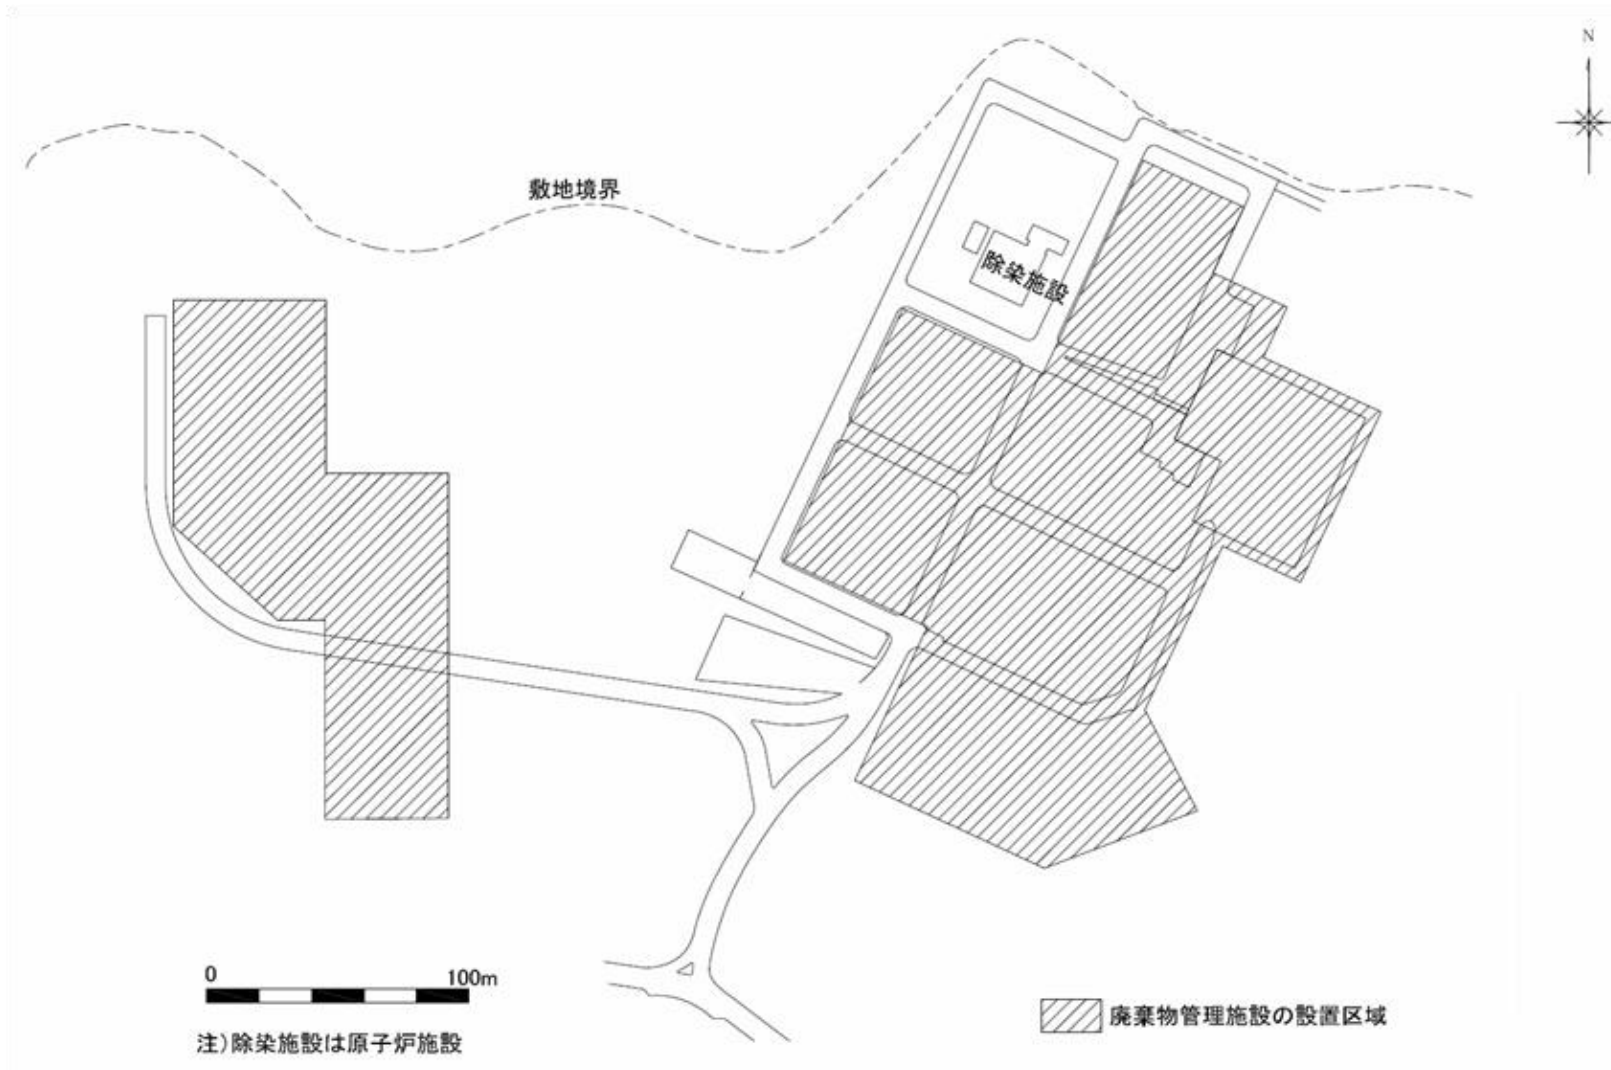 N
敷地境界
除染施設
0 100m
廃棄物管理施設の設置区域
注)除染施設は原子炉施設